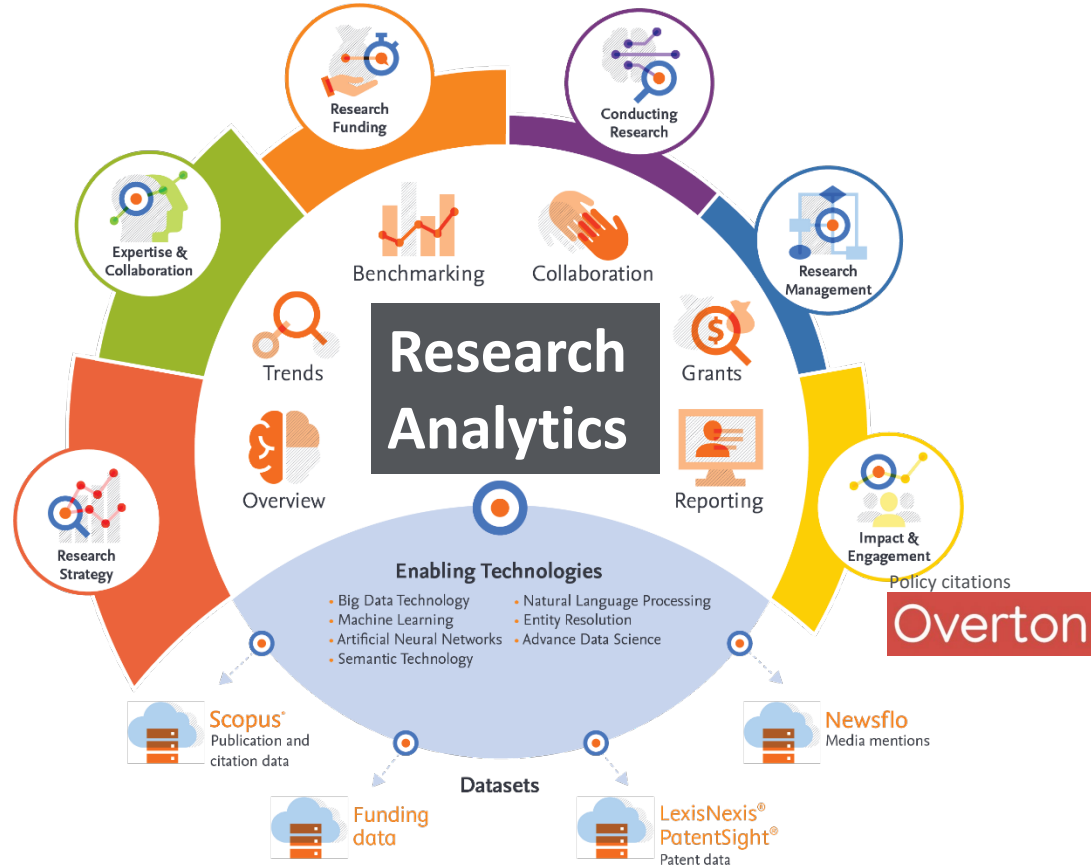 Research
Funding
Conducting
Research
Expertise &
Collaboration
Research
Management
Benchmarking
Collaboration
Trends
Grants
Research
Analytics
Overview
Reporting
Research
Strategy
Impact &
Engagement
Policy citations
Overton
Enabling Technologies
• Big Data Technology
• Machine Learning
• Artificial Neural Networks
• Semantic Technology
• Natural Language Processing
• Entity Resolution
• Advance Data Science
Scopus®
Publication and
citation data
Newsflo
Media mentions
Datasets
Funding
data
LexisNexis®
PatentSight®
Patent data
$